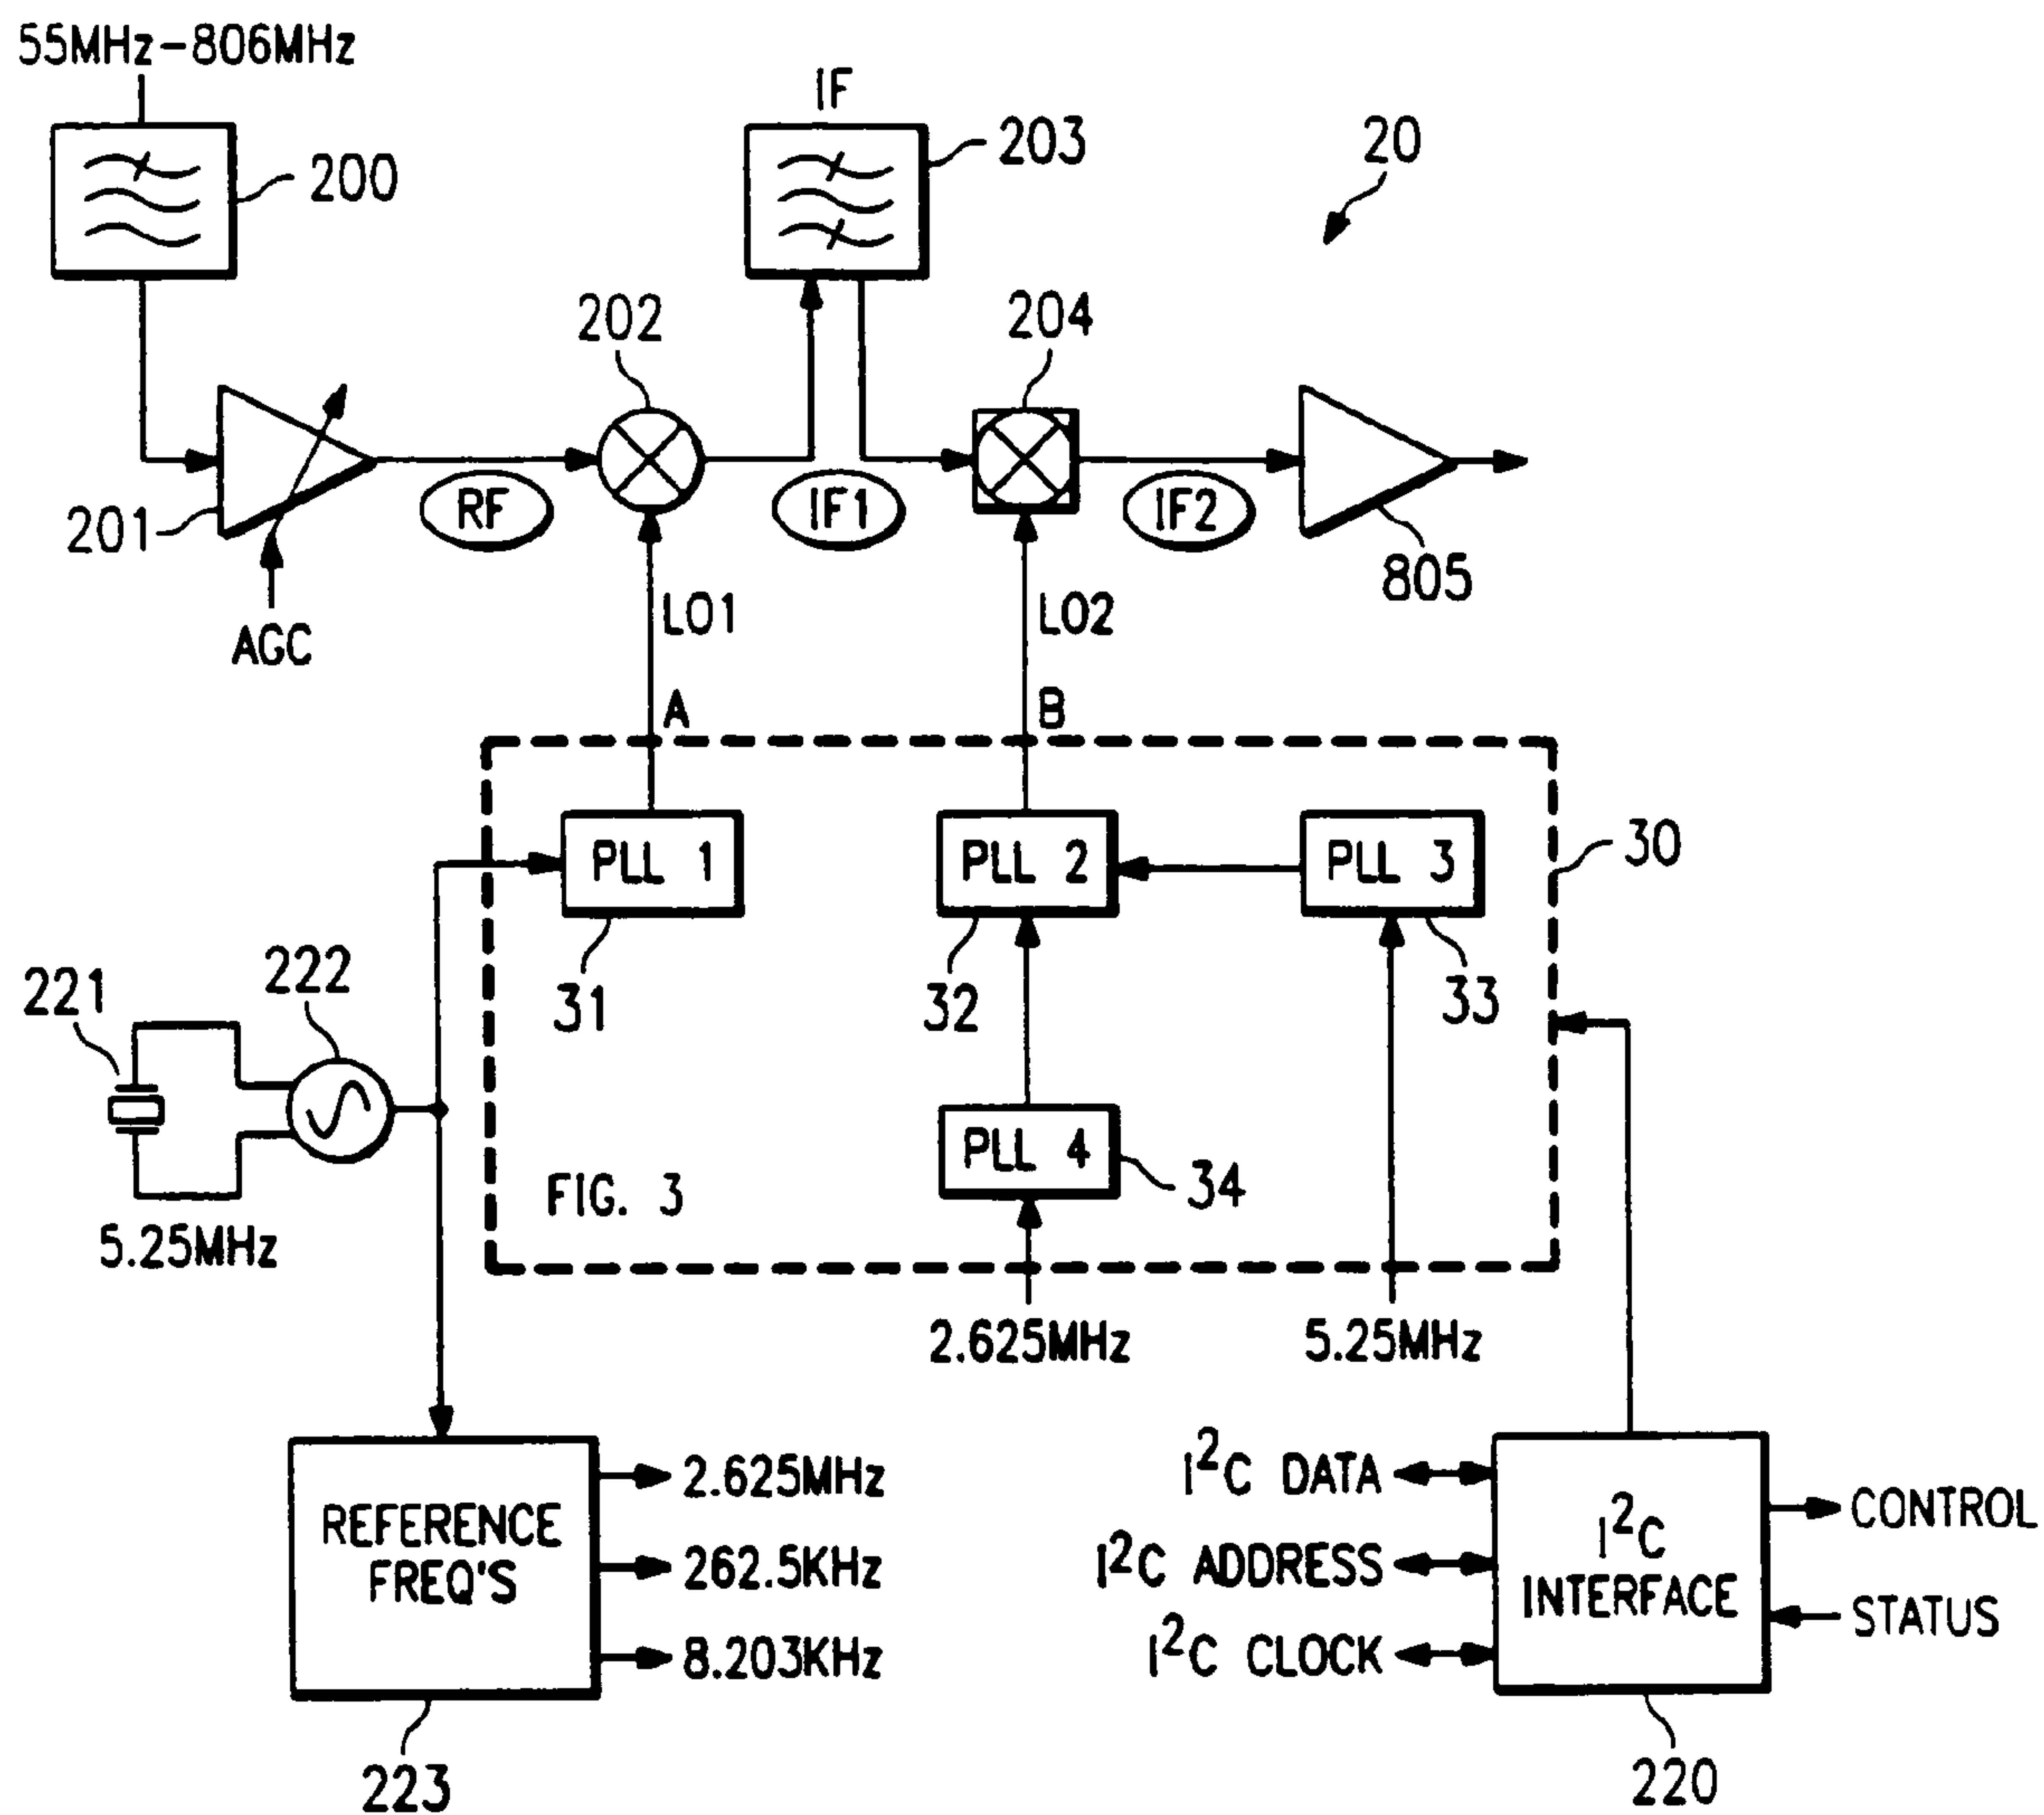 55MHz-806MHz
IF
200
203
20
202
204
201
RF
IF1
IF2
805
AGC
LO1
LO2
A
B
PLL 1
PLL 2
PLL 3
30
31
32
33
221
222
PLL 4
34
FIG. 3
5.25MHz
2.625MHz
5.25MHz
REFERENCE
FREQ'S
2.625MHz
262.5KHz
8.203KHz
223
I²C DATA
I²C ADDRESS
I²C CLOCK
I²C
INTERFACE
CONTROL
STATUS
220